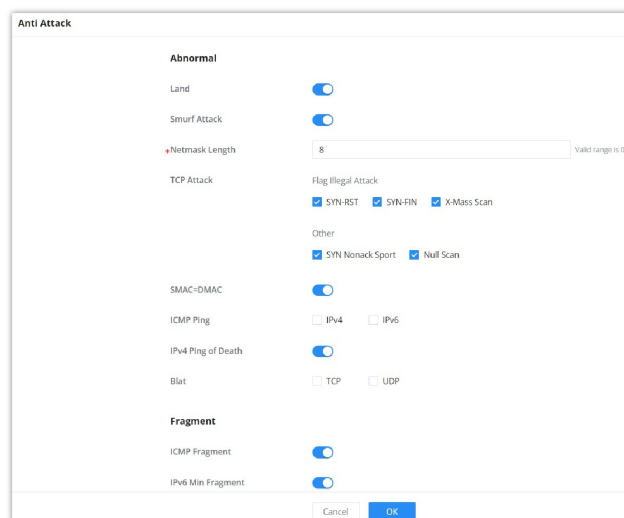 Anti Attack
Abnormal
Land
Smurf Attack
*Netmask Length 8 Valid range is 0
TCP Attack Flag Illegal Attack
SYN-RST SYN-FIN X-Mass Scan
Other
SYN Nonack Sport Null Scan
SMAC=DMAC
ICMP Ping IPv4 IPv6
IPv4 Ping of Death
Blat TCP UDP
Fragment
ICMP Fragment
IPv6 Min Fragment
Cancel OK